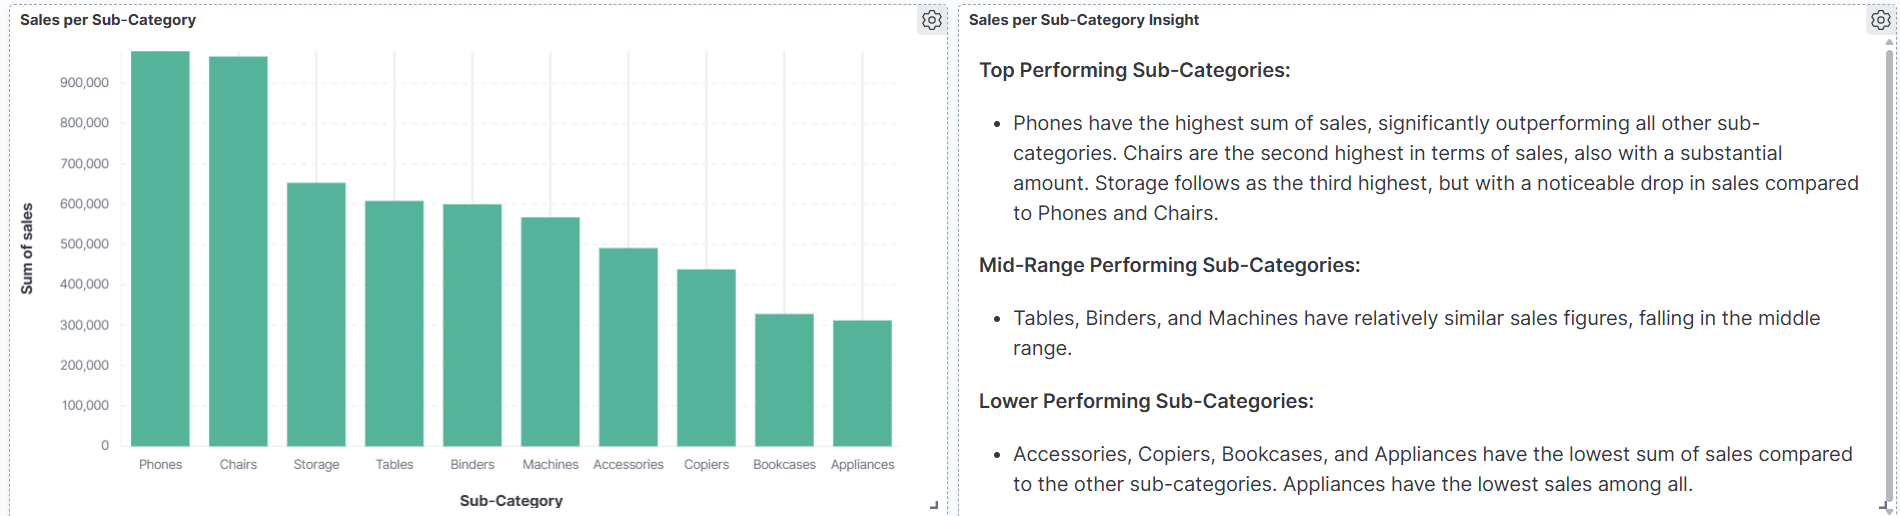 Sales per Sub-Category
900,000
800,000
700,000
600,000
500,000
400,000
300,000
200,000
100,000
0
Sum of sales
Phones
Chairs
Storage
Tables
Binders
Machines
Accessories
Copiers
Bookcases
Appliances
Sub-Category
Sales per Sub-Category Insight
Top Performing Sub-Categories:
• Phones have the highest sum of sales, significantly outperforming all other sub-
categories. Chairs are the second highest in terms of sales, also with a substantial
amount. Storage follows as the third highest, but with a noticeable drop in sales compared
to Phones and Chairs.
Mid-Range Performing Sub-Categories:
• Tables, Binders, and Machines have relatively similar sales figures, falling in the middle
range.
Lower Performing Sub-Categories:
• Accessories, Copiers, Bookcases, and Appliances have the lowest sum of sales compared
to the other sub-categories. Appliances have the lowest sales among all.